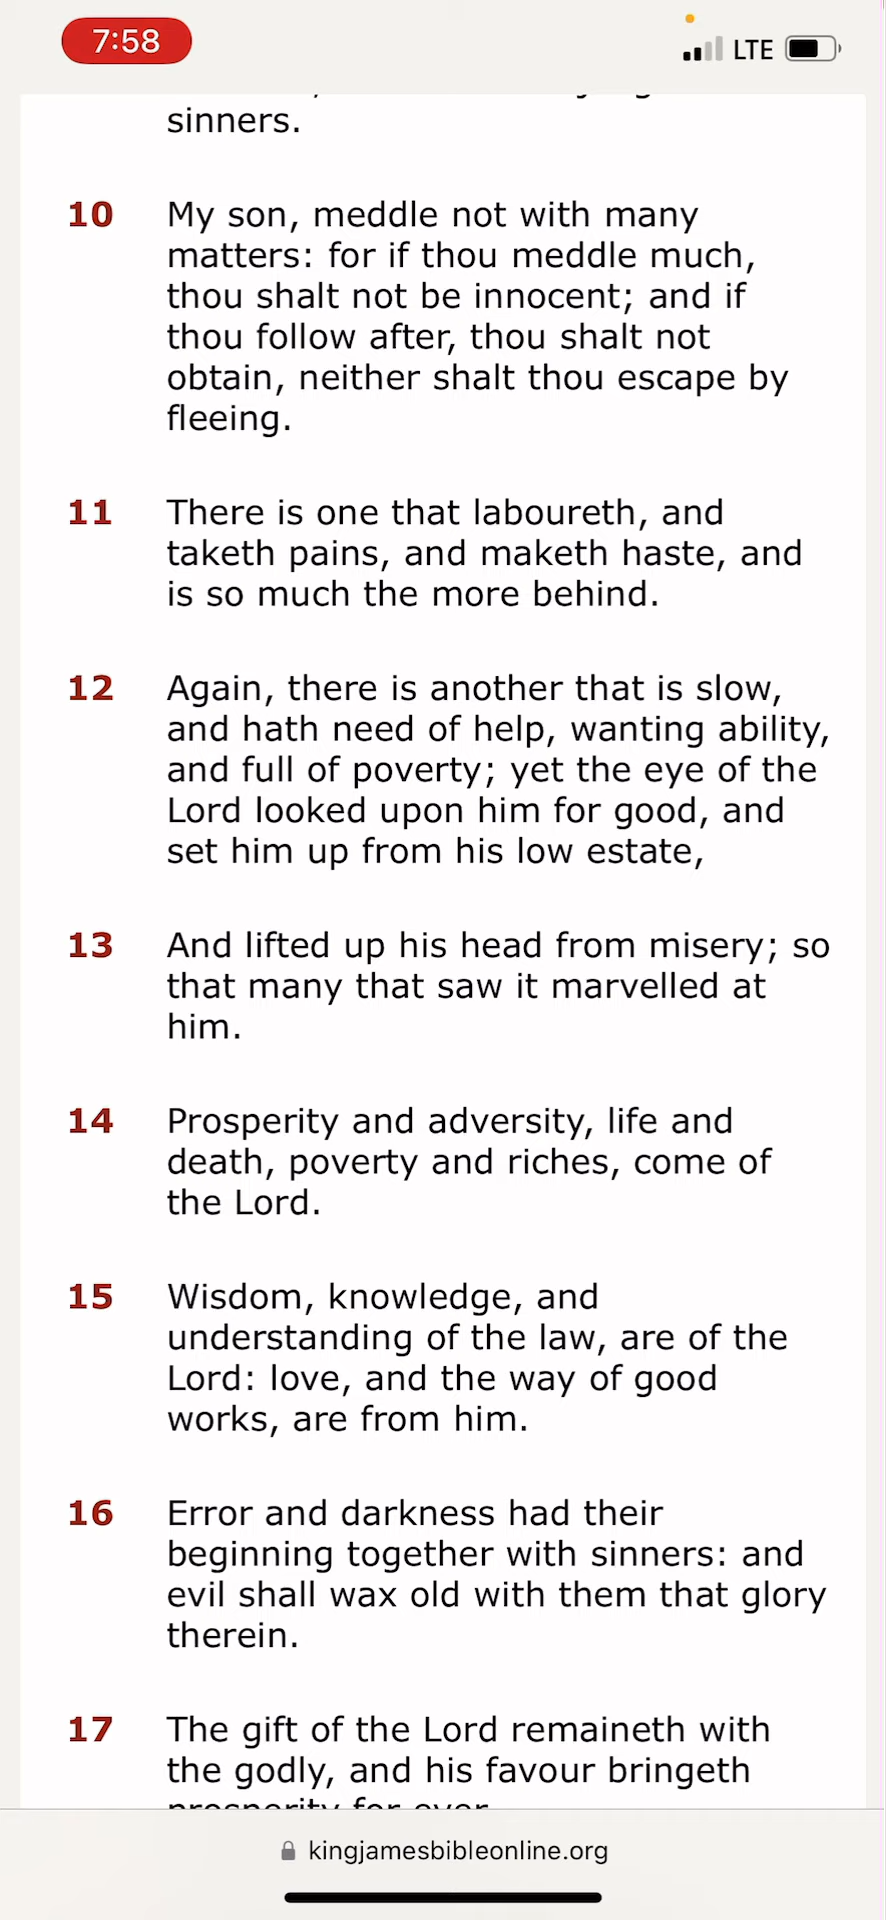 7:58
LTE
sinners.
10 My son, meddle not with many
matters: for if thou meddle much,
thou shalt not be innocent; and if
thou follow after, thou shalt not
obtain, neither shalt thou escape by
fleeing.
11 There is one that laboureth, and
taketh pains, and maketh haste, and
is so much the more behind.
12 Again, there is another that is slow,
and hath need of help, wanting ability,
and full of poverty; yet the eye of the
Lord looked upon him for good, and
set him up from his low estate,
13 And lifted up his head from misery; so
that many that saw it marvelled at
him.
14 Prosperity and adversity, life and
death, poverty and riches, come of
the Lord.
15 Wisdom, knowledge, and
understanding of the law, are of the
Lord: love, and the way of good
works, are from him.
16 Error and darkness had their
beginning together with sinners: and
evil shall wax old with them that glory
therein.
17 The gift of the Lord remaineth with
the godly, and his favour bringeth
prosperity for ever
kingjamesbibleonline.org